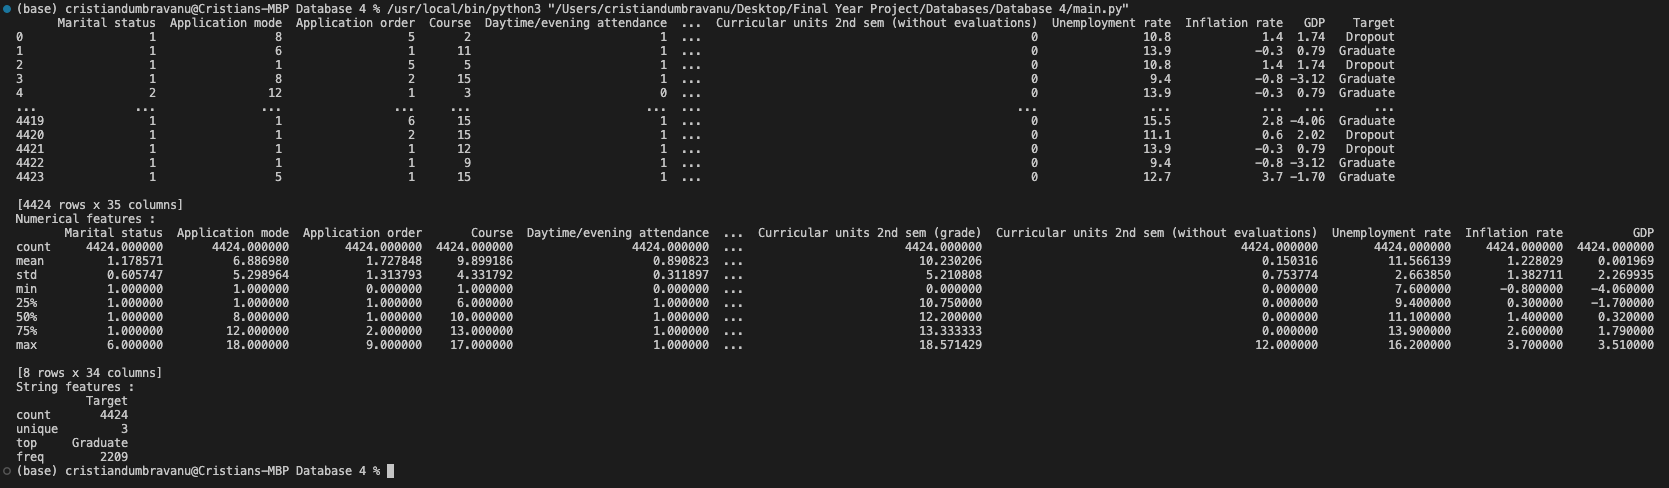 (base) cristiandumbravanu@Cristians-MBP Database 4 % /usr/local/bin/python3 "/Users/cristiandumbravanu/Desktop/Final Year Project/Databases/Database 4/main.py"
Marital status Application mode Application order Course Daytime/evening attendance ... Curricular units 2nd sem (without evaluations) Unemployment rate Inflation rate GDP Target
0 1 8 5 2 1 ... 0 10.8 1.4 1.74 Dropout
1 1 6 1 11 1 ... 0 13.9 -0.3 0.79 Graduate
2 1 1 5 5 1 ... 0 10.8 1.4 1.74 Dropout
3 1 8 2 15 1 ... 0 9.4 -0.8 -3.12 Graduate
4 2 12 1 3 0 ... 0 13.9 -0.3 0.79 Graduate
... ... ... ... ... ... ... ... ... ... ... ...
4419 1 1 6 15 1 ... 0 15.5 2.8 -4.06 Graduate
4420 1 1 2 15 1 ... 0 11.1 0.6 2.02 Dropout
4421 1 1 1 12 1 ... 0 13.9 -0.3 0.79 Dropout
4422 1 1 1 9 1 ... 0 9.4 -0.8 -3.12 Graduate
4423 1 5 1 15 1 ... 0 12.7 3.7 -1.70 Graduate
[4424 rows x 35 columns]
Numerical features :
Marital status Application mode Application order Course Daytime/evening attendance ... Curricular units 2nd sem (grade) Curricular units 2nd sem (without evaluations) Unemployment rate Inflation rate GDP
count 4424.000000 4424.000000 4424.000000 4424.000000 4424.000000 ... 4424.000000 4424.000000 4424.000000 4424.000000 4424.000000
mean 1.178571 6.886980 1.727848 9.899186 0.890823 ... 10.230206 0.150316 11.566139 1.228029 0.001969
std 0.605747 5.298964 1.313793 4.331792 0.311897 ... 5.210808 0.753774 2.663850 1.382711 2.269935
min 1.000000 1.000000 0.000000 1.000000 0.000000 ... 0.000000 0.000000 7.600000 -0.800000 -4.060000
25% 1.000000 1.000000 1.000000 6.000000 1.000000 ... 10.750000 0.000000 9.400000 0.300000 -1.700000
50% 1.000000 8.000000 1.000000 10.000000 1.000000 ... 12.200000 0.000000 11.100000 1.400000 0.320000
75% 1.000000 12.000000 2.000000 13.000000 1.000000 ... 13.333333 0.000000 13.900000 2.600000 1.790000
max 6.000000 18.000000 9.000000 17.000000 1.000000 ... 18.571429 12.000000 16.200000 3.700000 3.510000
[8 rows x 34 columns]
String features :
Target
count 4424
unique 3
top Graduate
freq 2209
(base) cristiandumbravanu@Cristians-MBP Database 4 %